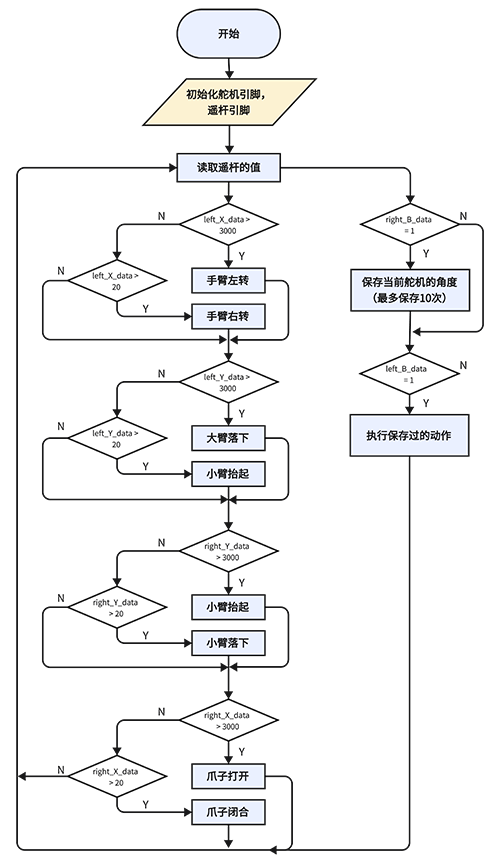 开始
初始化舵机引脚，
遥杆引脚
读取遥杆的值
left_X_data >
3000
N
Y
left_X_data >
20
N
Y
手臂左转
手臂右转
left_Y_data >
3000
N
Y
left_Y_data >
20
N
Y
大臂落下
小臂抬起
right_Y_data
> 3000
N
Y
right_Y_data
> 20
N
Y
小臂抬起
小臂落下
right_X_data
> 3000
N
Y
right_X_data
> 20
N
Y
爪子打开
爪子闭合
right_B_data
= 1
N
Y
保存当前舵机的角度
（最多保存10次）
left_B_data
= 1
N
Y
执行保存过的动作